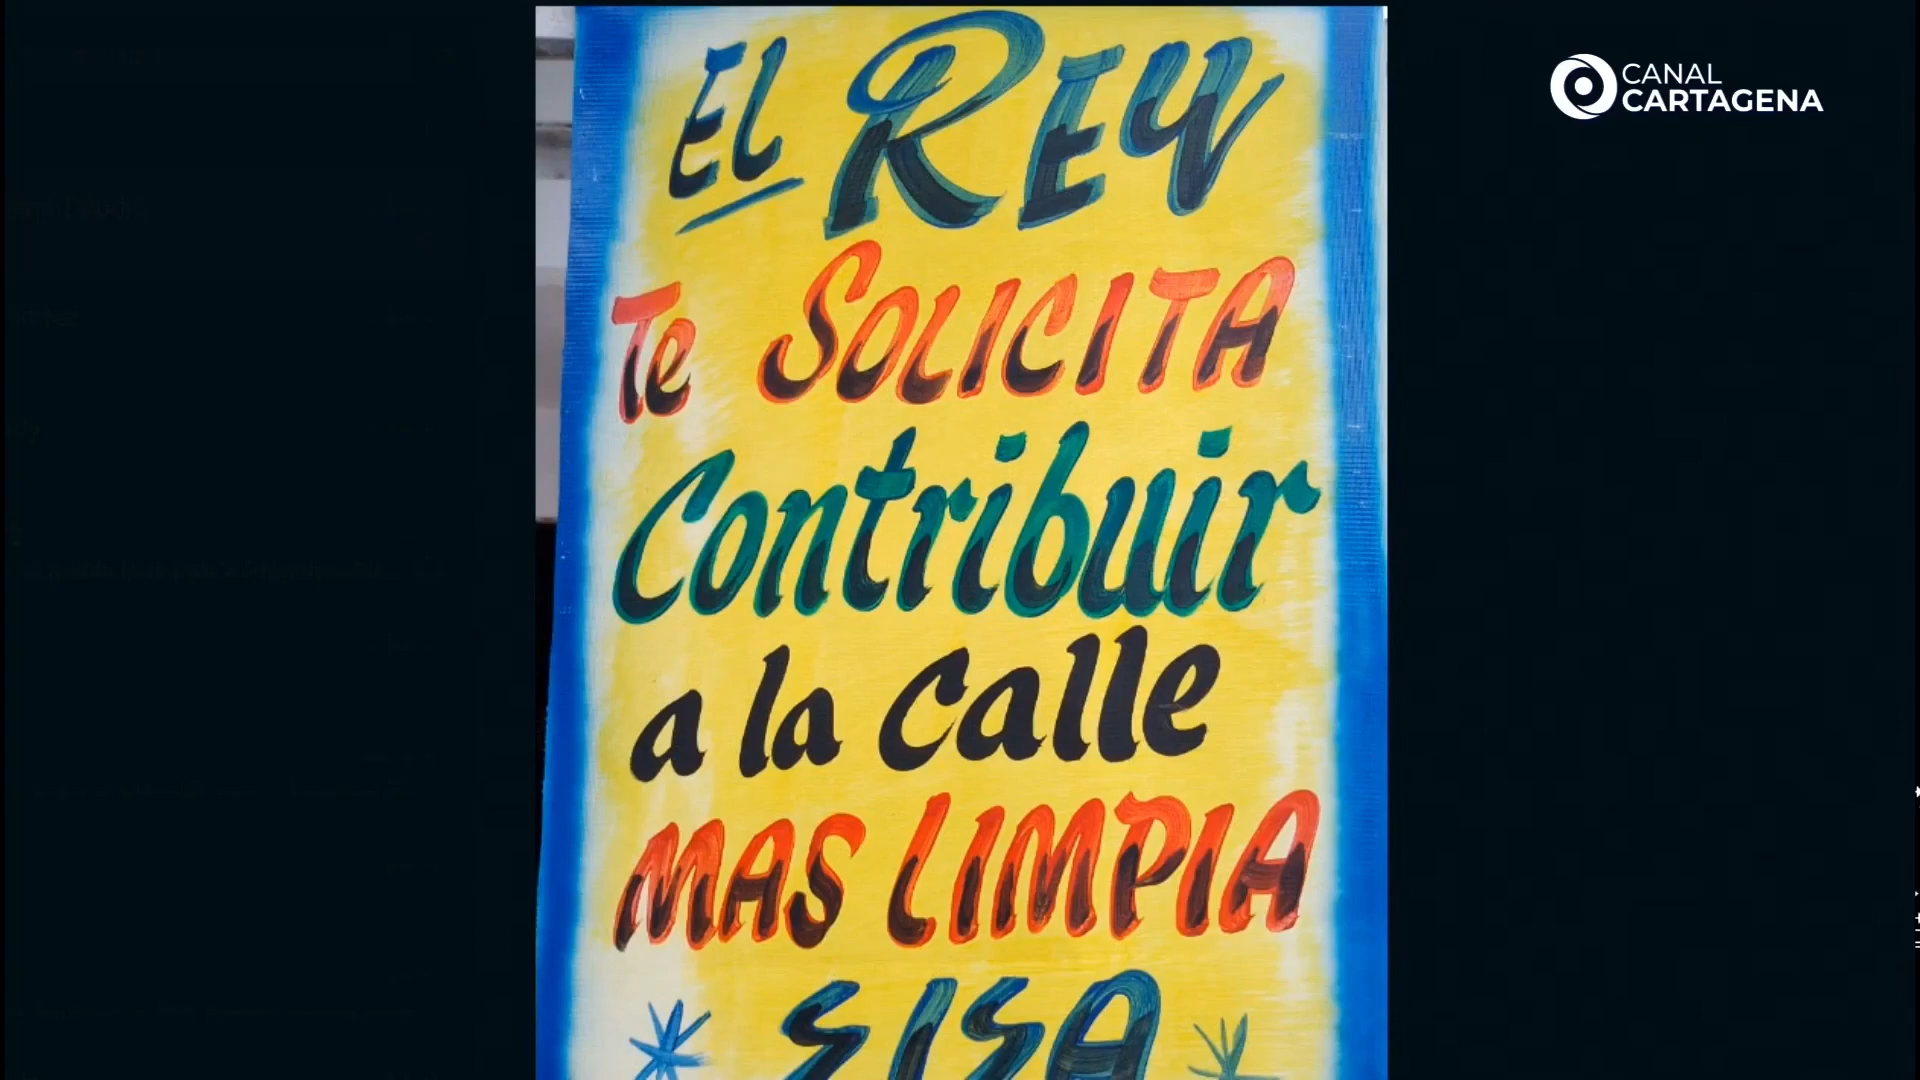 El REY
Te SOLICITA
Contribuir
a la calle
MAS LIMPIA
CANAL
CARTAGENA